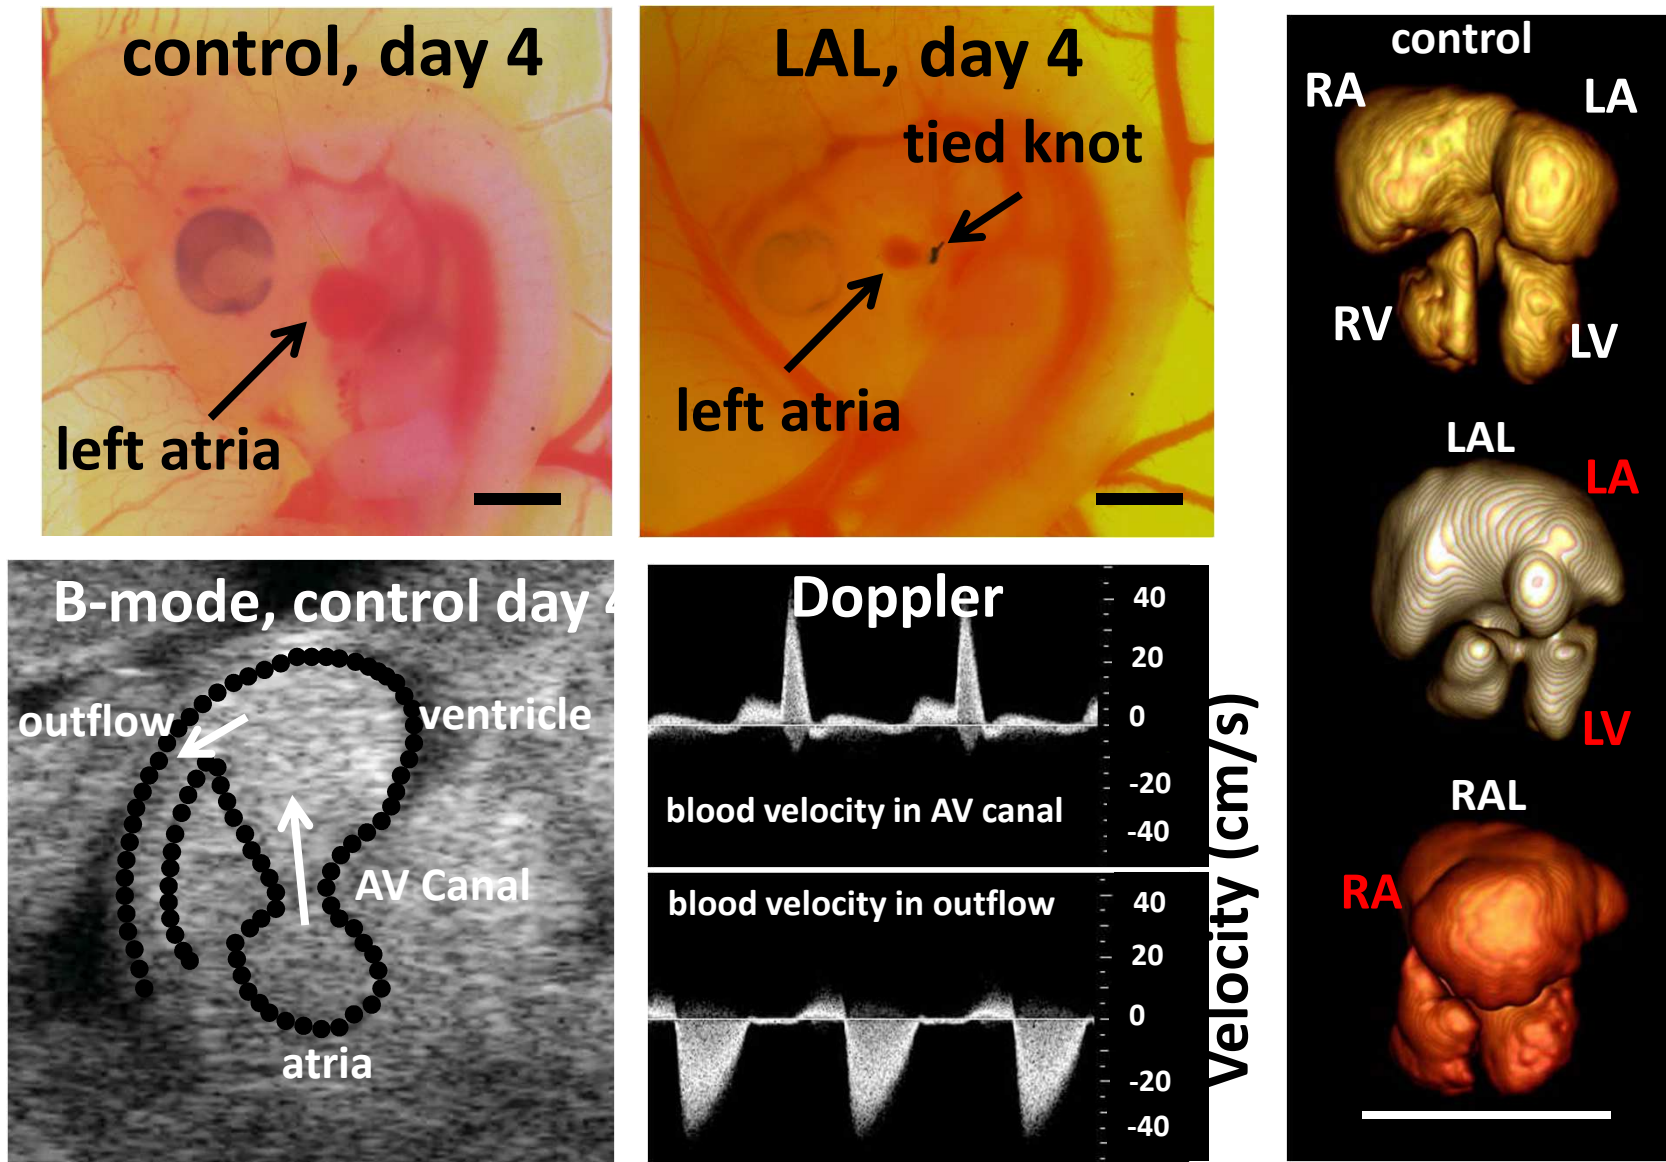 control, day 4
left atria
LAL, day 4
tied knot
left atria
B-mode, control day 4
outflow
ventricle
AV Canal
atria
Doppler
40
20
0
-20
-40
blood velocity in AV canal
blood velocity in outflow
40
20
0
-20
-40
Velocity (cm/s)
control
RA
LA
RV
LV
LAL
LA
LV
RAL
RA